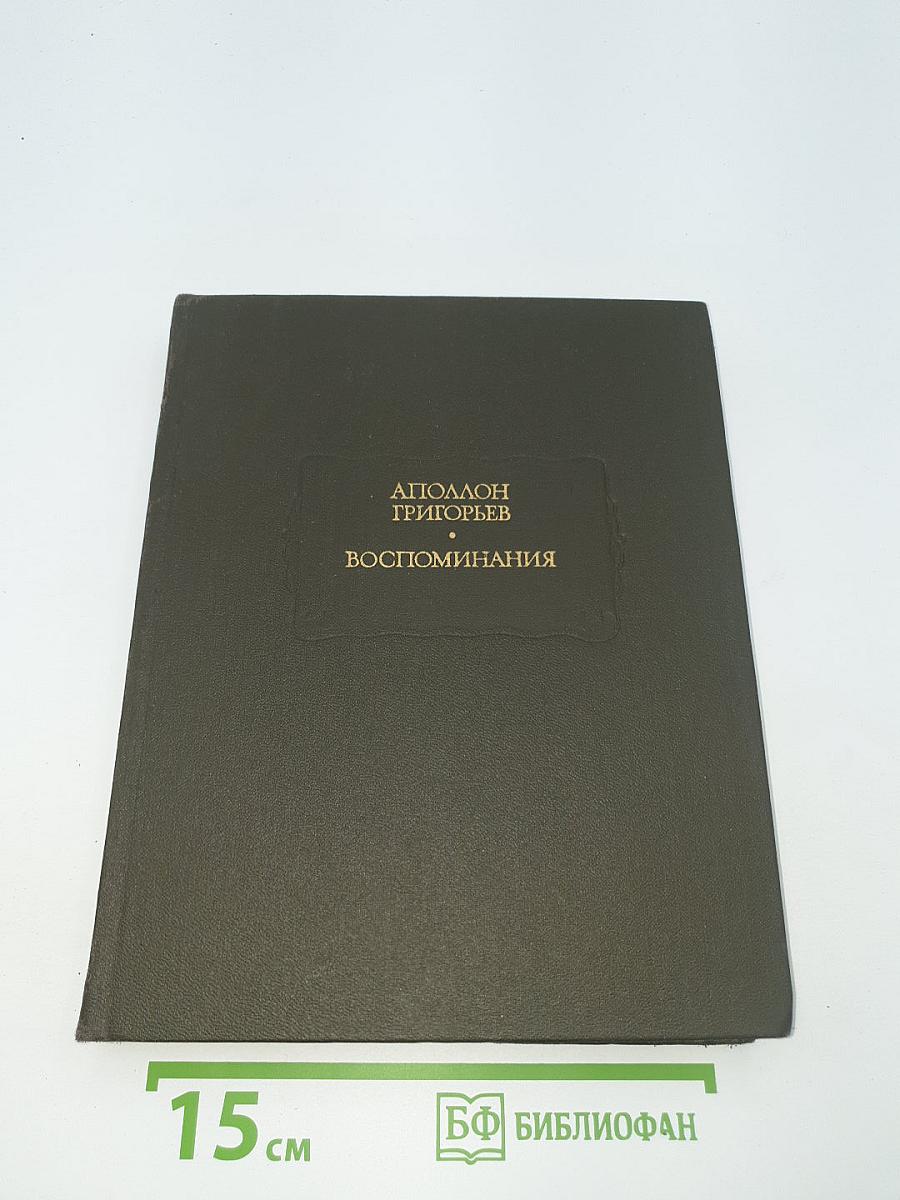 АПОЛЛОН
ГРИГОРЬЕВ
•
ВОСПОМИНАНИЯ
15 см
БФ БИБЛИОФАН